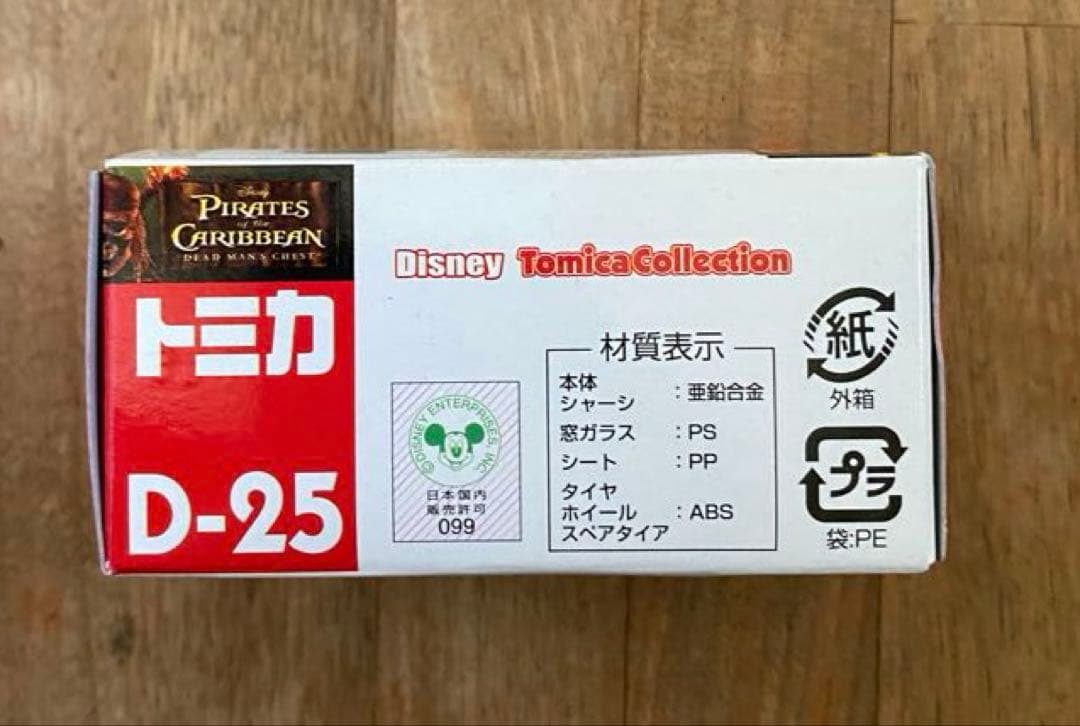 Disney
PIRATES
of the
CARIBBEAN
DEAD MAN'S CHEST
トミカ
D-25
Disney TomicaCollection
© DISNEY ENTERPRISES INC
日本国内
販売許可
099
材質表示
本体
シャーシ :亜鉛合金
窓ガラス :PS
シート :PP
タイヤ
ホイール :ABS
スペアタイア
紙
外箱
プラ
袋:PE